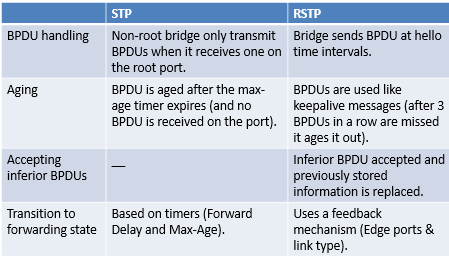 STP RSTP
BPDU handling
Non-root bridge only transmit
BPDUs when it receives one on
the root port.
Bridge sends BPDU at hello
time intervals.
Aging
BPDU is aged after the max-
age timer expires (and no
BPDU is received on the port).
BPDUs are used like
keepalive messages (after 3
BPDUs in a row are missed
it ages it out).
Accepting
inferior BPDUs
—
Inferior BPDU accepted and
previously stored
information is replaced.
Transition to
forwarding state
Based on timers (Forward
Delay and Max-Age).
Uses a feedback
mechanism (Edge ports &
link type).